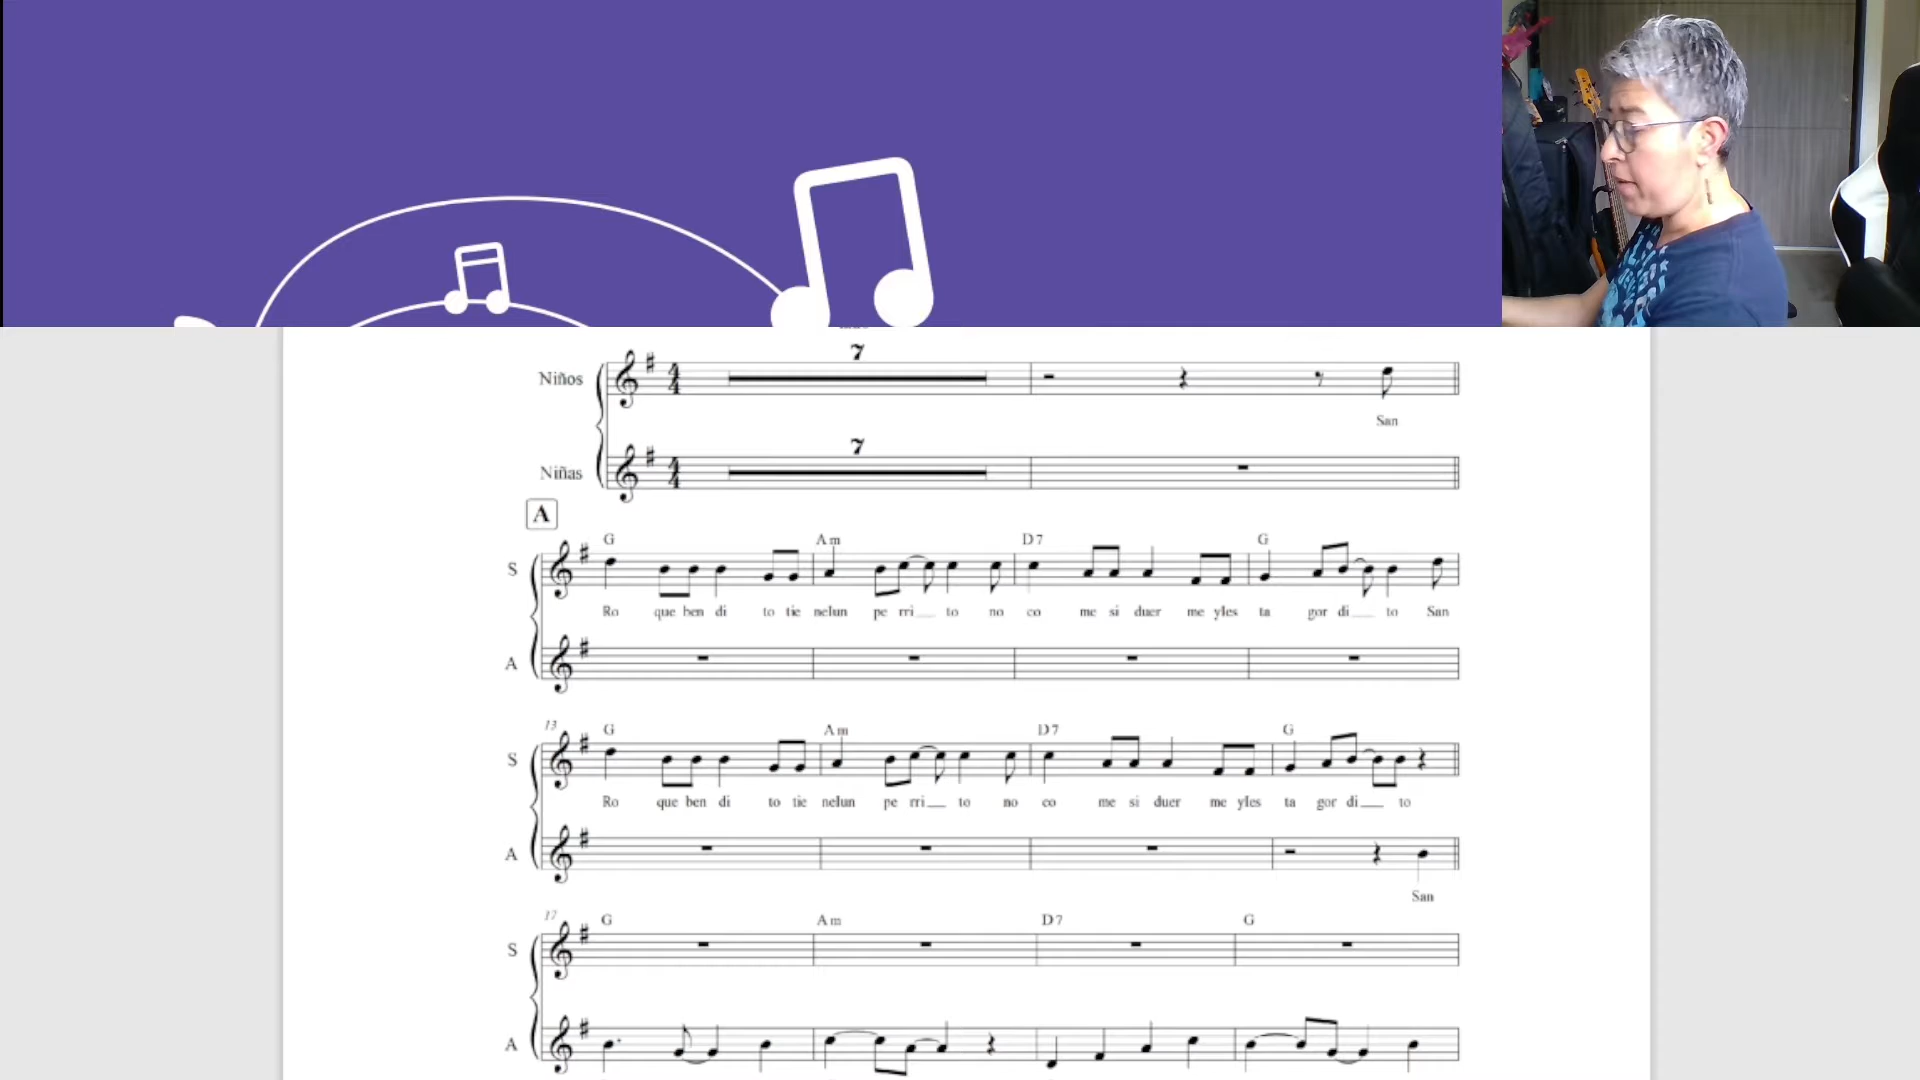 7
Niños
San
7
Niñas
A
G Am D7 G
S
Ro que ben di to tie nelun pe rri to no co me si duer me yles ta gor di to San
A
13 G Am D7 G
S
Ro que ben di to tie nelun pe rri to no co me si duer me yles ta gor di to
A
San
17 G Am D7 G
S
A